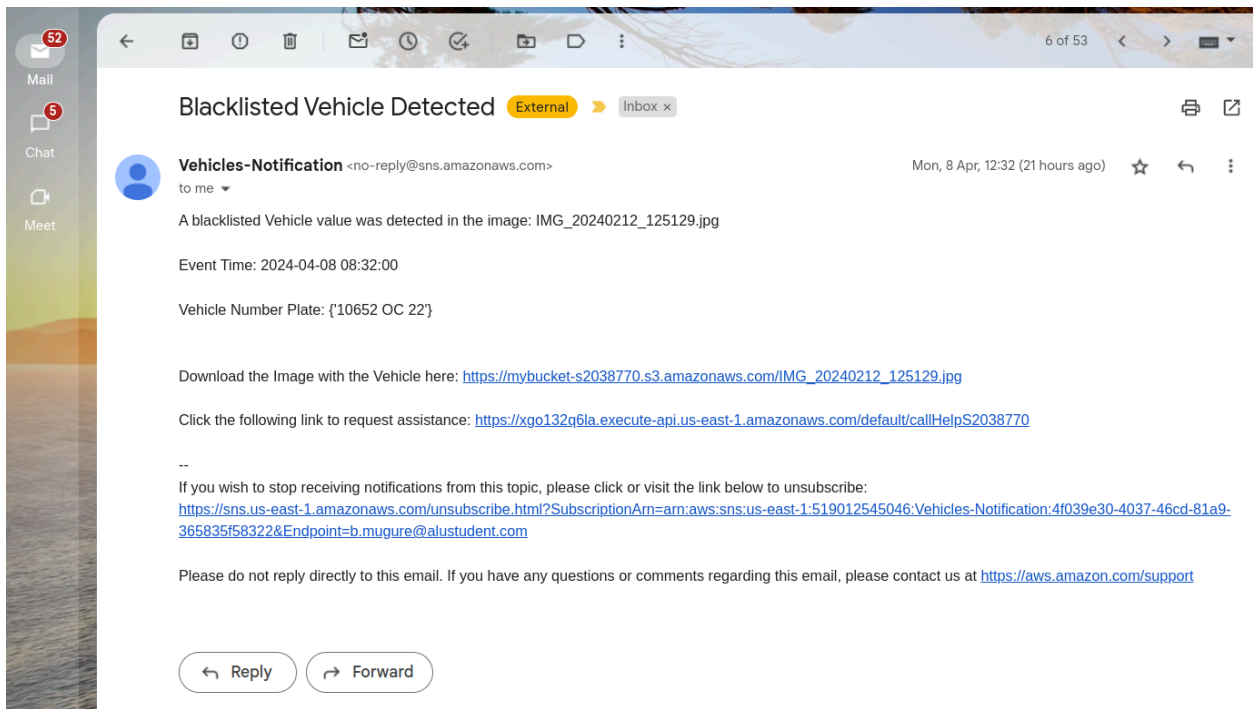 52
Mail
5
Chat
Meet
6 of 53
Blacklisted Vehicle Detected External Inbox ×
Vehicles-Notification <no-reply@sns.amazonaws.com>
Mon, 8 Apr, 12:32 (21 hours ago)
to me
A blacklisted Vehicle value was detected in the image: IMG_20240212_125129.jpg
Event Time: 2024-04-08 08:32:00
Vehicle Number Plate: {'10652 OC 22'}
Download the Image with the Vehicle here: https://mybucket-s2038770.s3.amazonaws.com/IMG_20240212_125129.jpg
Click the following link to request assistance: https://xgo132q6la.execute-api.us-east-1.amazonaws.com/default/callHelpS2038770
--
If you wish to stop receiving notifications from this topic, please click or visit the link below to unsubscribe:
https://sns.us-east-1.amazonaws.com/unsubscribe.html?SubscriptionArn=arn:aws:sns:us-east-1:519012545046:Vehicles-Notification:4f039e30-4037-46cd-81a9-
365835f58322&Endpoint=b.mugure@alustudent.com
Please do not reply directly to this email. If you have any questions or comments regarding this email, please contact us at https://aws.amazon.com/support
Reply
Forward